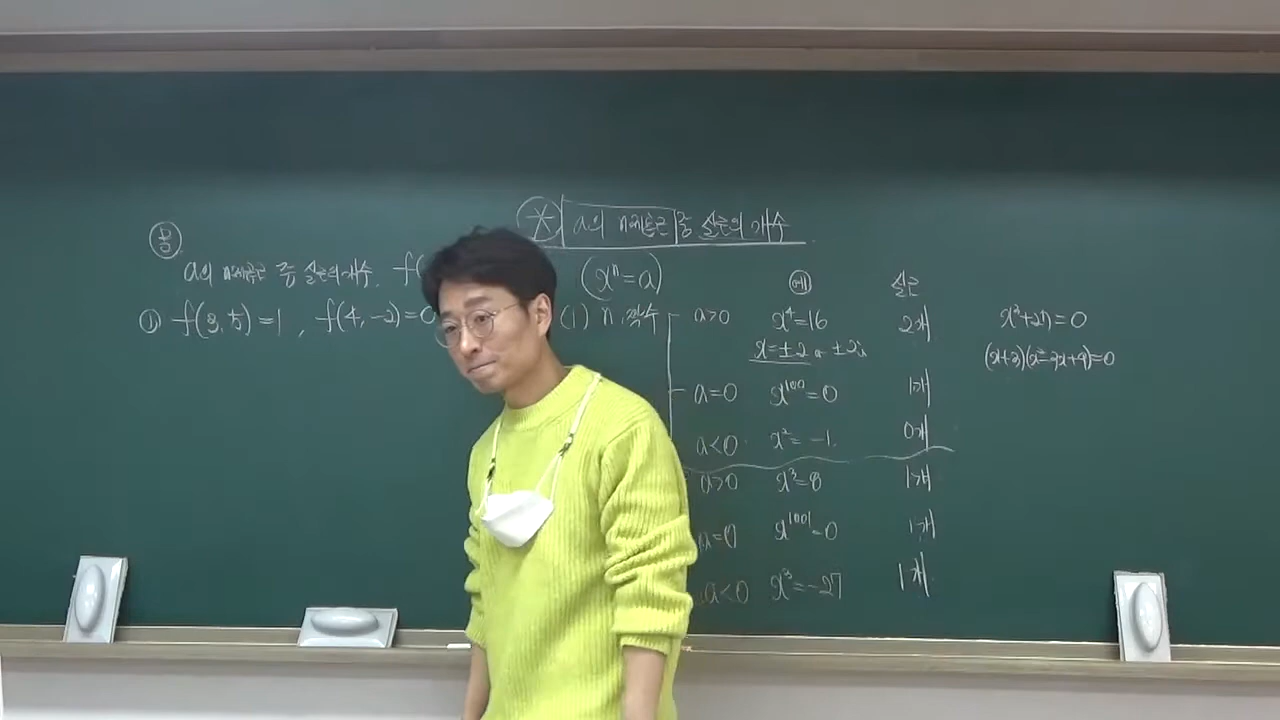 * a의 n제곱근 중 실근의 개수
문
a의 n제곱근 중 실근의 개수. f(
① f(3, 5)=1, f(4, -2)=0
(xⁿ=a)
예 실근
(1) n:짝수 a>0 x⁴=16 2개
x=±2 or ±2i
a=0 x¹⁰⁰=0 1개
a<0 x²=-1. 0개
a>0 x³=8 1개
a=0 x¹⁰¹=0 1개
a<0 x³=-27 1개
x³+27=0
(x+3)(x²-3x+9)=0